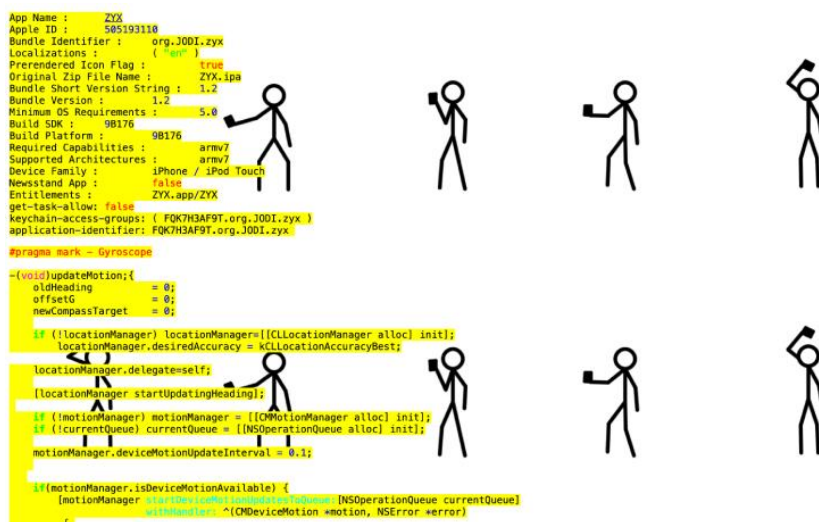 App Name : ZYX
Apple ID : 505193110
Bundle Identifier : org.JODI.zyx
Localizations : ( "en" )
Prerendered Icon Flag : true
Original Zip File Name : ZYX.ipa
Bundle Short Version String : 1.2
Bundle Version : 1.2
Minimum OS Requirements : 5.0
Build SDK : 9B176
Build Platform : 9B176
Required Capabilities : armv7
Supported Architectures : armv7
Device Family : iPhone / iPod Touch
Newsstand App : false
Entitlements : ZYX.app/ZYX
get-task-allow: false
keychain-access-groups: ( FQK7H3AF9T.org.JODI.zyx )
application-identifier: FQK7H3AF9T.org.JODI.zyx
#pragma mark - Gyroscope
-(void)updateMotion;{
oldHeading = 0;
offsetG = 0;
newCompassTarget = 0;
if (!locationManager) locationManager=[[CLLocationManager alloc] init];
locationManager.desiredAccuracy = kCLLocationAccuracyBest;
locationManager.delegate=self;
[locationManager startUpdatingHeading];
if (!motionManager) motionManager = [[CMMotionManager alloc] init];
if (!currentQueue) currentQueue = [[NSOperationQueue alloc] init];
motionManager.deviceMotionUpdateInterval = 0.1;
if(motionManager.isDeviceMotionAvailable) {
[motionManager startDeviceMotionUpdatesToQueue:[NSOperationQueue currentQueue]
withHandler: ^(CMDeviceMotion *motion, NSError *error)
{